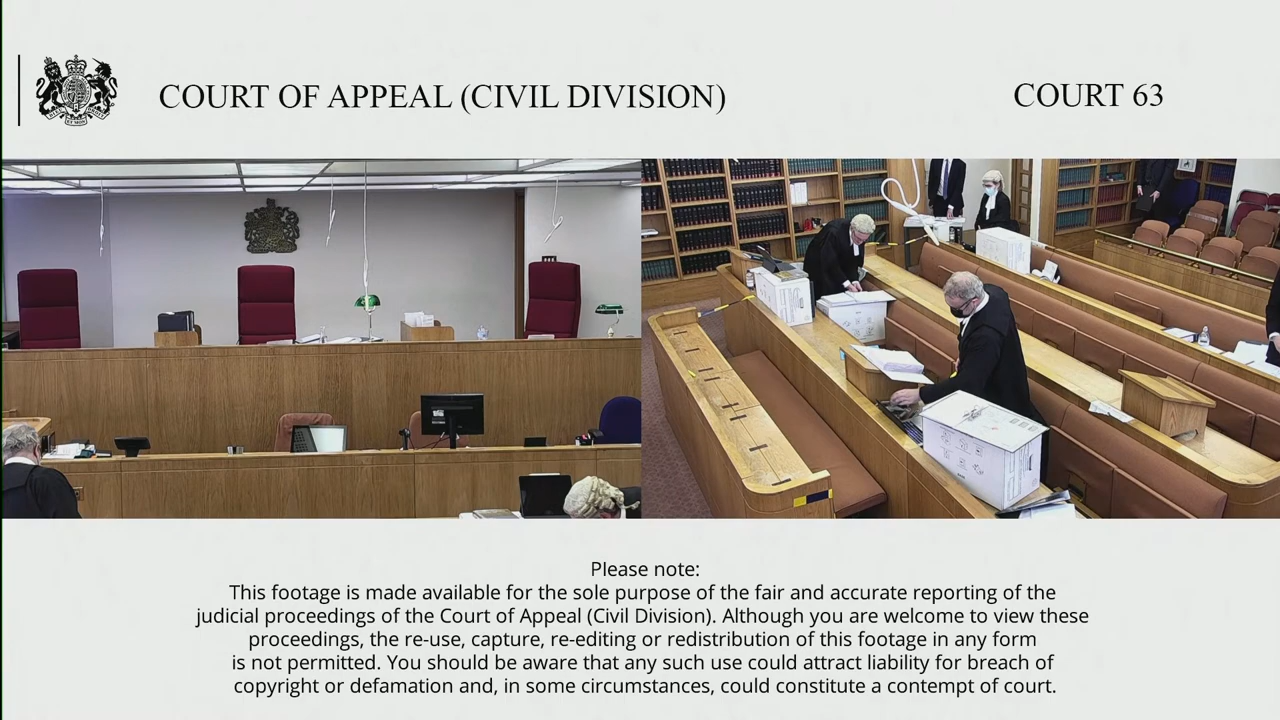 COURT OF APPEAL (CIVIL DIVISION)
COURT 63
Please note:
This footage is made available for the sole purpose of the fair and accurate reporting of the
judicial proceedings of the Court of Appeal (Civil Division). Although you are welcome to view these
proceedings, the re-use, capture, re-editing or redistribution of this footage in any form
is not permitted. You should be aware that any such use could attract liability for breach of
copyright or defamation and, in some circumstances, could constitute a contempt of court.